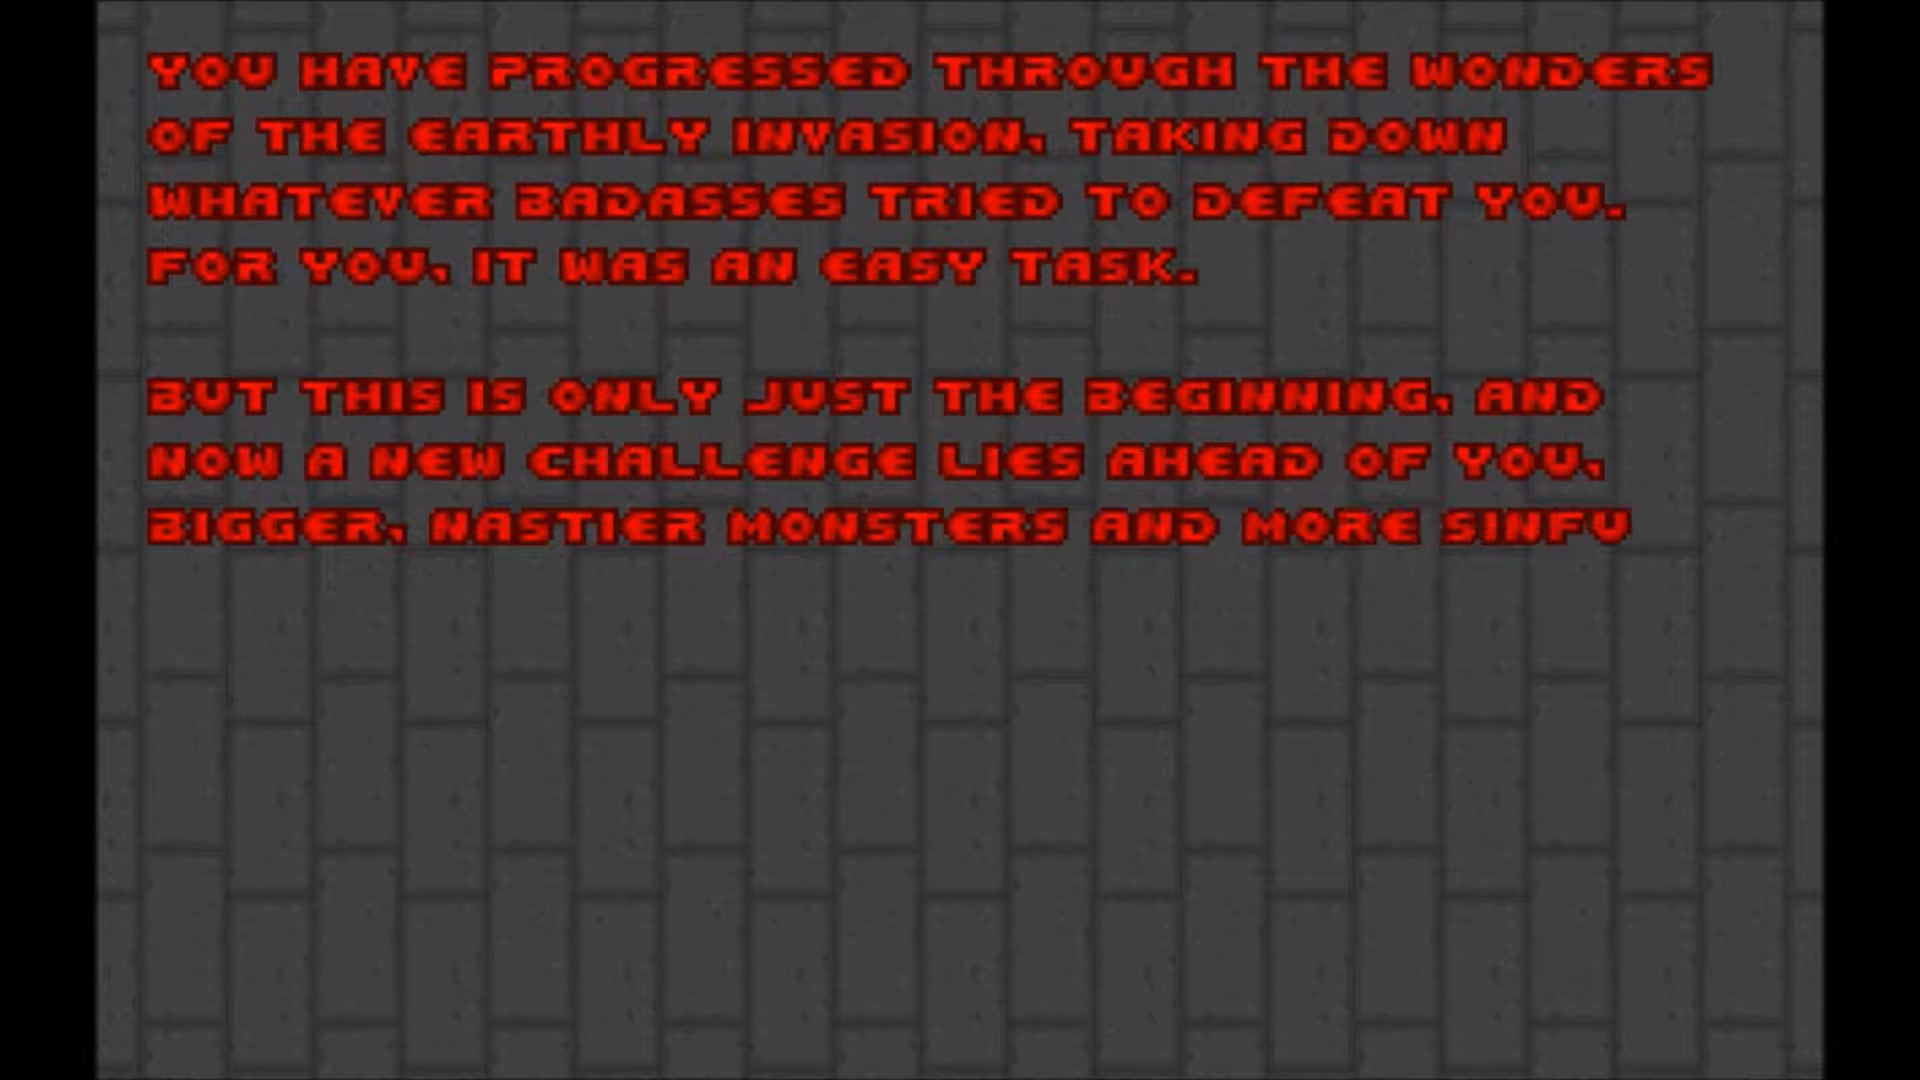 YOU HAVE PROGRESSED THROUGH THE WONDERS
OF THE EARTHLY INVASION, TAKING DOWN
WHATEVER BADASSES TRIED TO DEFEAT YOU.
FOR YOU, IT WAS AN EASY TASK.
BUT THIS IS ONLY JUST THE BEGINNING, AND
NOW A NEW CHALLENGE LIES AHEAD OF YOU,
BIGGER, NASTIER MONSTERS AND MORE SINFU